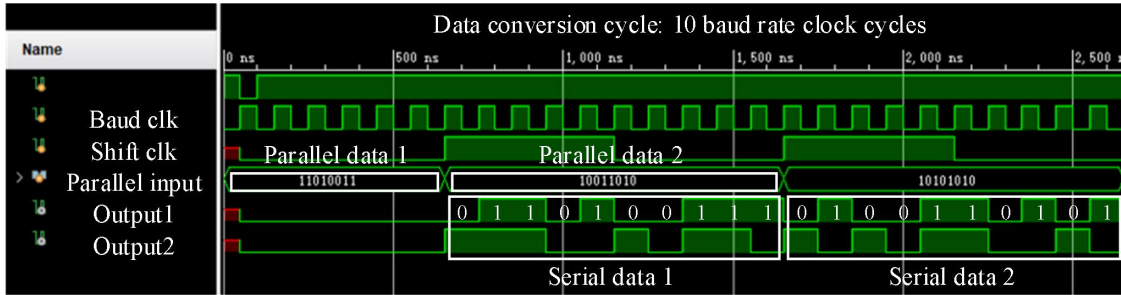 Data conversion cycle: 10 baud rate clock cycles
Name
0 ns 500 ns 1,000 ns 1,500 ns 2,000 ns 2,500
Baud clk
Shift clk
Parallel data 1 Parallel data 2
Parallel input 11010011 10011010 10101010
Output1 0 1 1 0 1 0 0 1 1 1 0 1 0 0 1 1 0 1 0 1
Output2
Serial data 1 Serial data 2